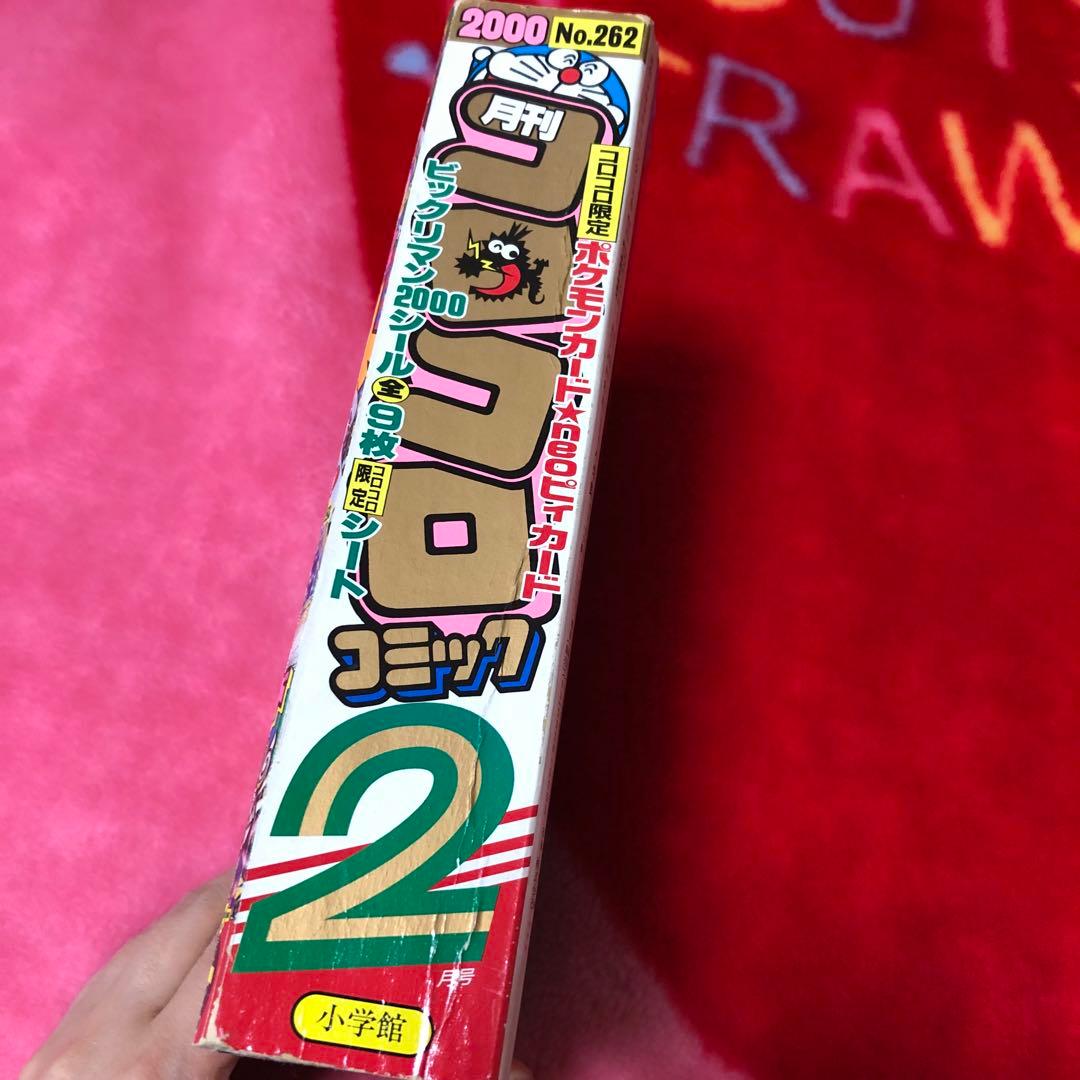 2000 No.262
月刊
コロコロ
コミック
コロコロ限定 ポケモンカード★neoピィカード
ビックリマン2000シール全9枚 コロコロ限定 シート
2
月号
小学館
RAW